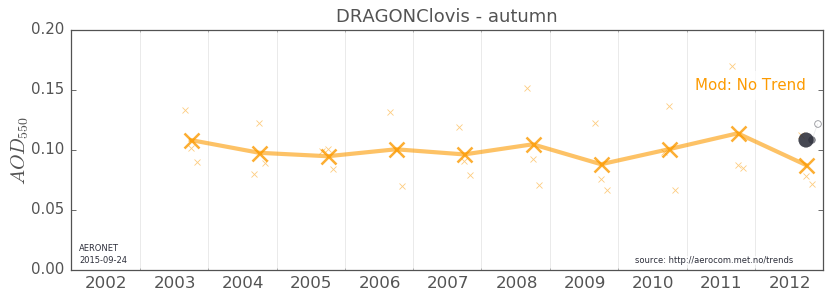 DRAGONClovis - autumn
0.20
0.15
0.10
0.05
0.00
AOD550
Mod: No Trend
AERONET
2015-09-24
source: http://aerocom.met.no/trends
2002 2003 2004 2005 2006 2007 2008 2009 2010 2011 2012